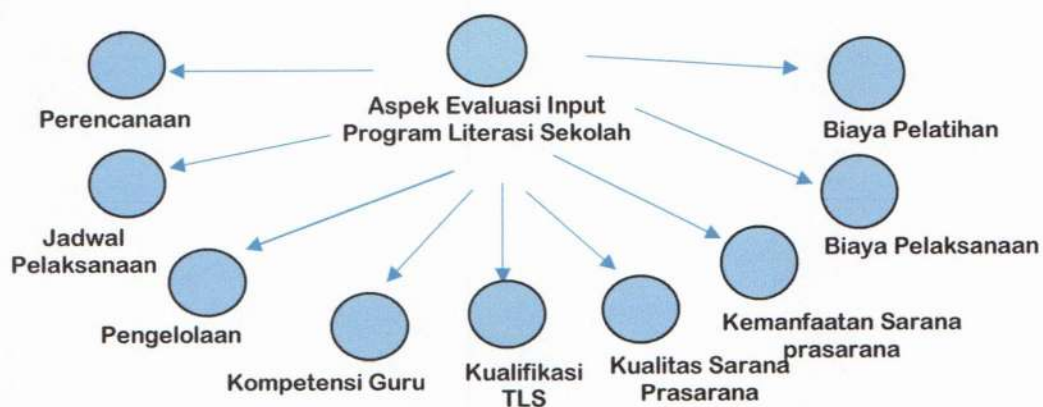 Aspek Evaluasi Input
Program Literasi Sekolah
Perencanaan
Jadwal
Pelaksanaan
Pengelolaan
Kompetensi Guru
Kualifikasi
TLS
Kualitas Sarana
Prasarana
Kemanfaatan Sarana
prasarana
Biaya Pelaksanaan
Biaya Pelatihan